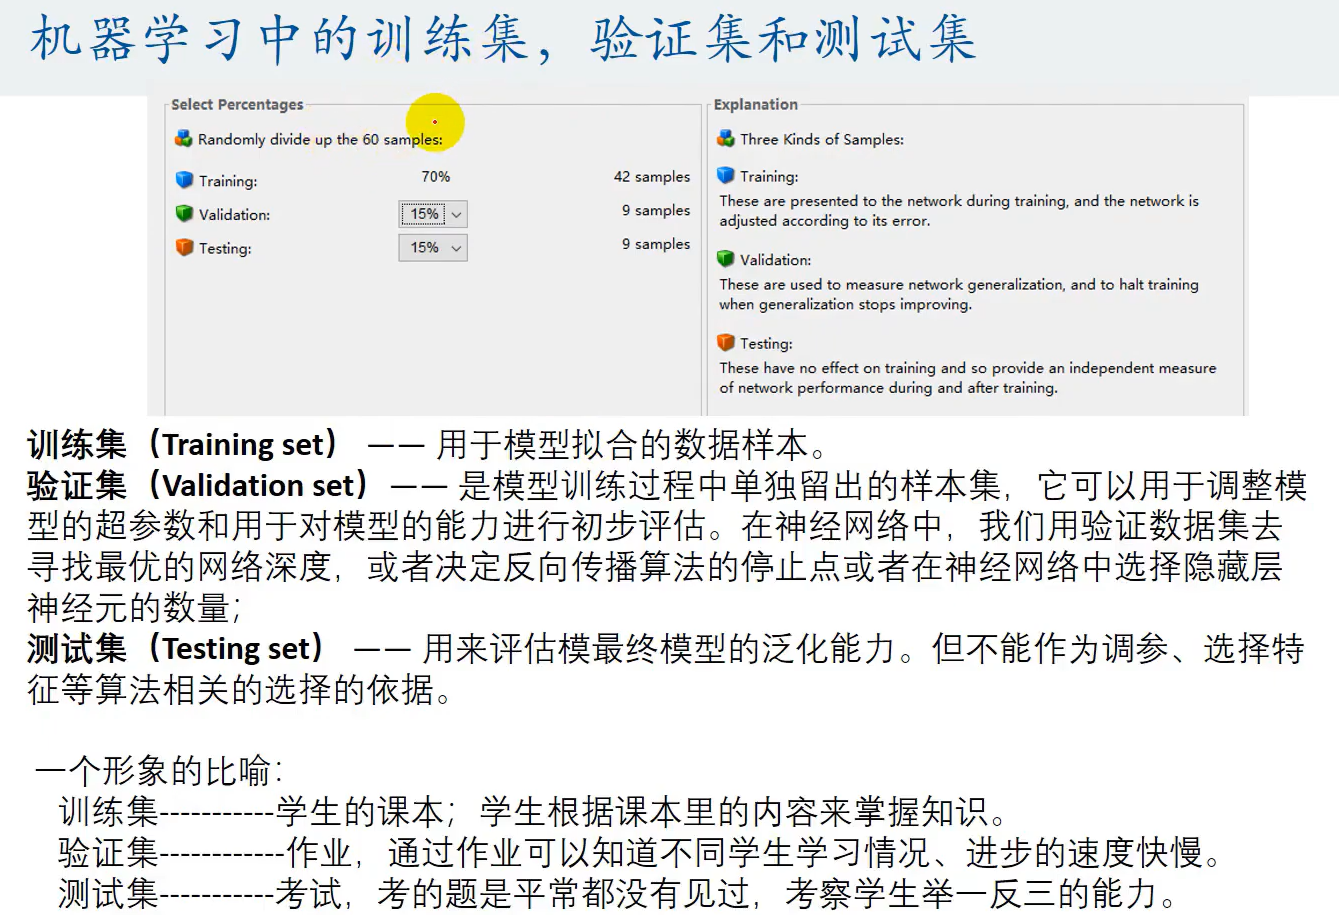 机器学习中的训练集，验证集和测试集
Select Percentages
Randomly divide up the 60 samples:
Training: 70% 42 samples
Validation: 15% 9 samples
Testing: 15% 9 samples
Explanation
Three Kinds of Samples:
Training:
These are presented to the network during training, and the network is
adjusted according to its error.
Validation:
These are used to measure network generalization, and to halt training
when generalization stops improving.
Testing:
These have no effect on training and so provide an independent measure
of network performance during and after training.
训练集（Training set） —— 用于模型拟合的数据样本。
验证集（Validation set）—— 是模型训练过程中单独留出的样本集，它可以用于调整模
型的超参数和用于对模型的能力进行初步评估。在神经网络中，我们用验证数据集去
寻找最优的网络深度，或者决定反向传播算法的停止点或者在神经网络中选择隐藏层
神经元的数量；
测试集（Testing set） —— 用来评估模最终模型的泛化能力。但不能作为调参、选择特
征等算法相关的选择的依据。
一个形象的比喻：
训练集-----------学生的课本；学生根据课本里的内容来掌握知识。
验证集------------作业，通过作业可以知道不同学生学习情况、进步的速度快慢。
测试集-----------考试，考的题是平常都没有见过，考察学生举一反三的能力。